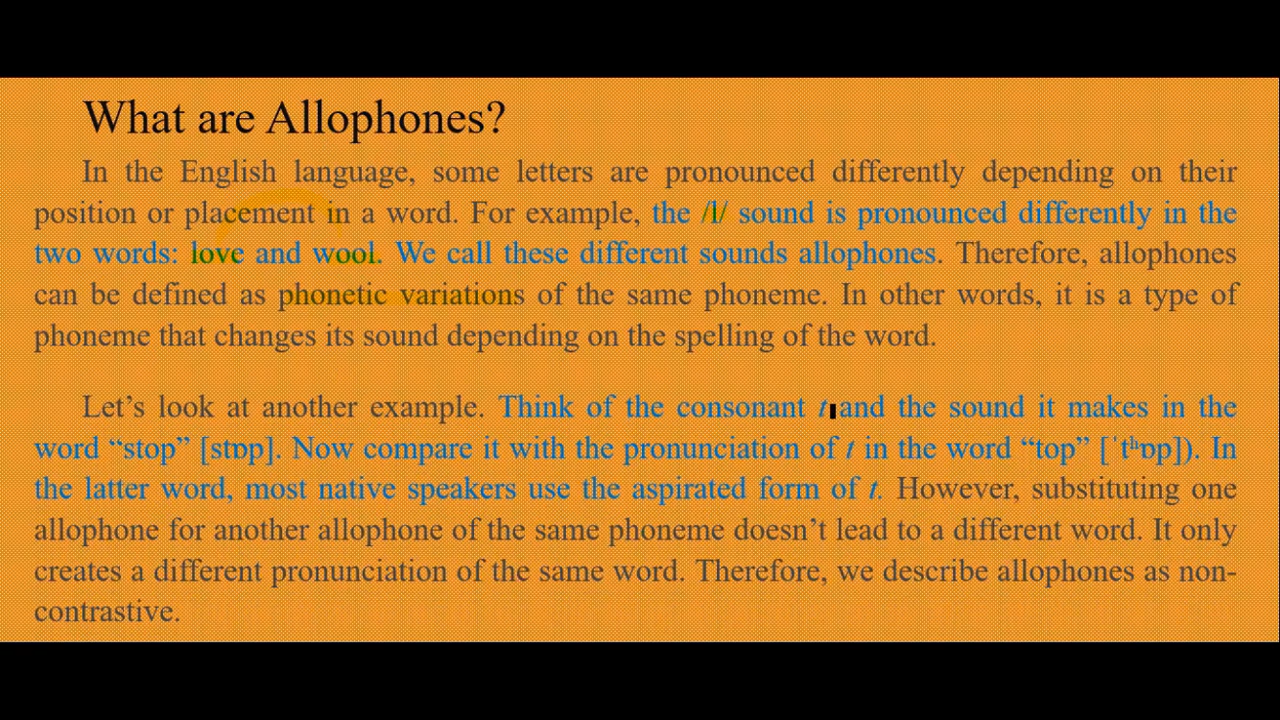 What are Allophones?
In the English language, some letters are pronounced differently depending on their
position or placement in a word. For example, the /l/ sound is pronounced differently in the
two words: love and wool. We call these different sounds allophones. Therefore, allophones
can be defined as phonetic variations of the same phoneme. In other words, it is a type of
phoneme that changes its sound depending on the spelling of the word.
Let’s look at another example. Think of the consonant t and the sound it makes in the
word “stop” [stɒp]. Now compare it with the pronunciation of t in the word “top” [ˈtʰɒp]). In
the latter word, most native speakers use the aspirated form of t. However, substituting one
allophone for another allophone of the same phoneme doesn’t lead to a different word. It only
creates a different pronunciation of the same word. Therefore, we describe allophones as non-
contrastive.